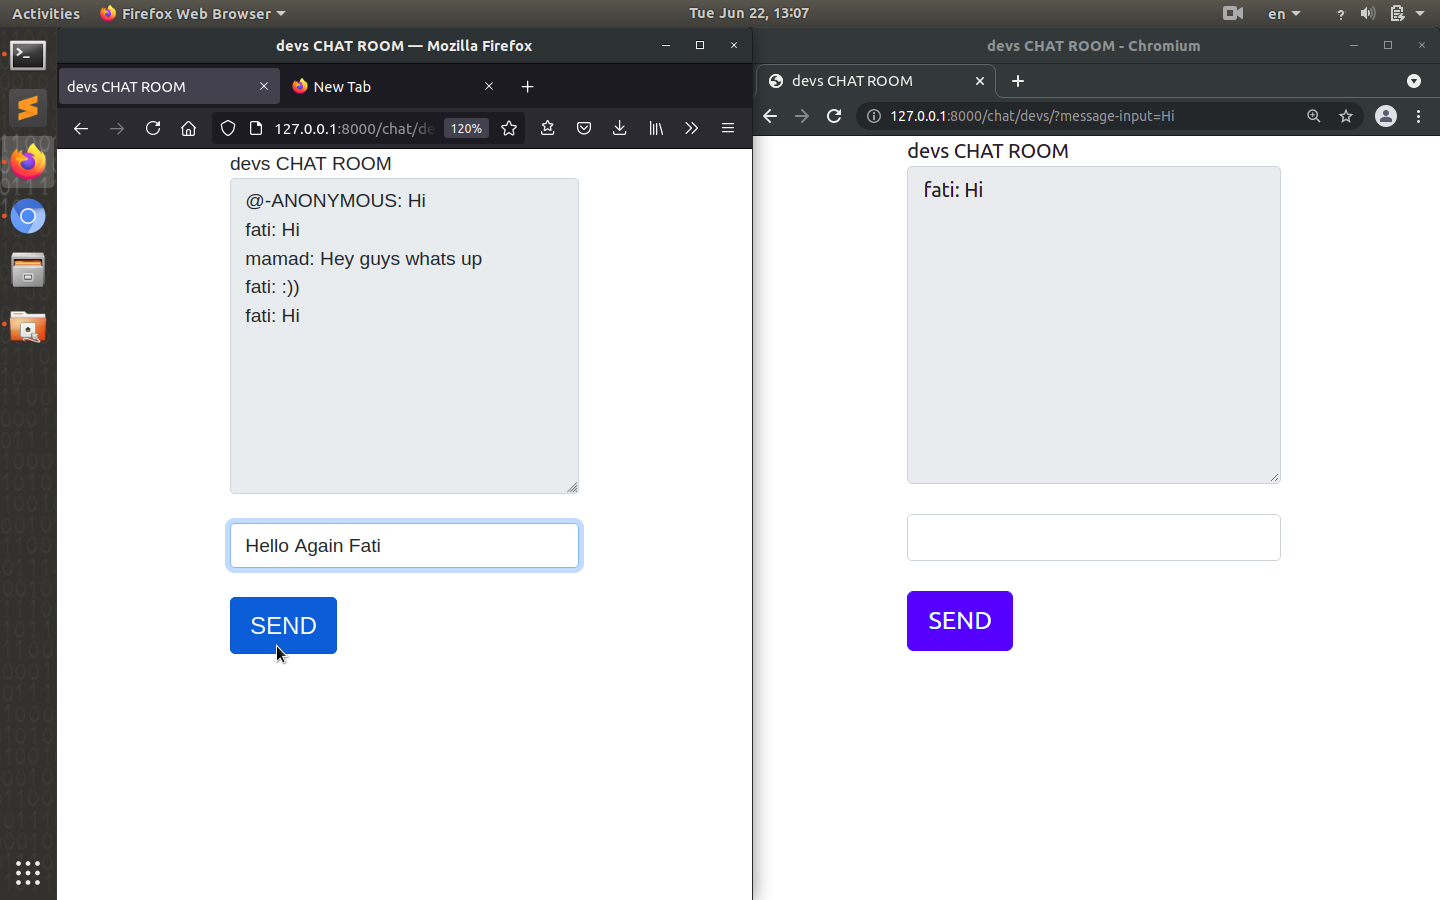 Activities
Firefox Web Browser
Tue Jun 22, 13:07
en
?
devs CHAT ROOM — Mozilla Firefox
devs CHAT ROOM
New Tab
127.0.0.1:8000/chat/de
120%
devs CHAT ROOM
@-ANONYMOUS: Hi
fati: Hi
mamad: Hey guys whats up
fati: :))
fati: Hi
Hello Again Fati
SEND
devs CHAT ROOM - Chromium
devs CHAT ROOM
127.0.0.1:8000/chat/devs/?message-input=Hi
devs CHAT ROOM
fati: Hi
SEND